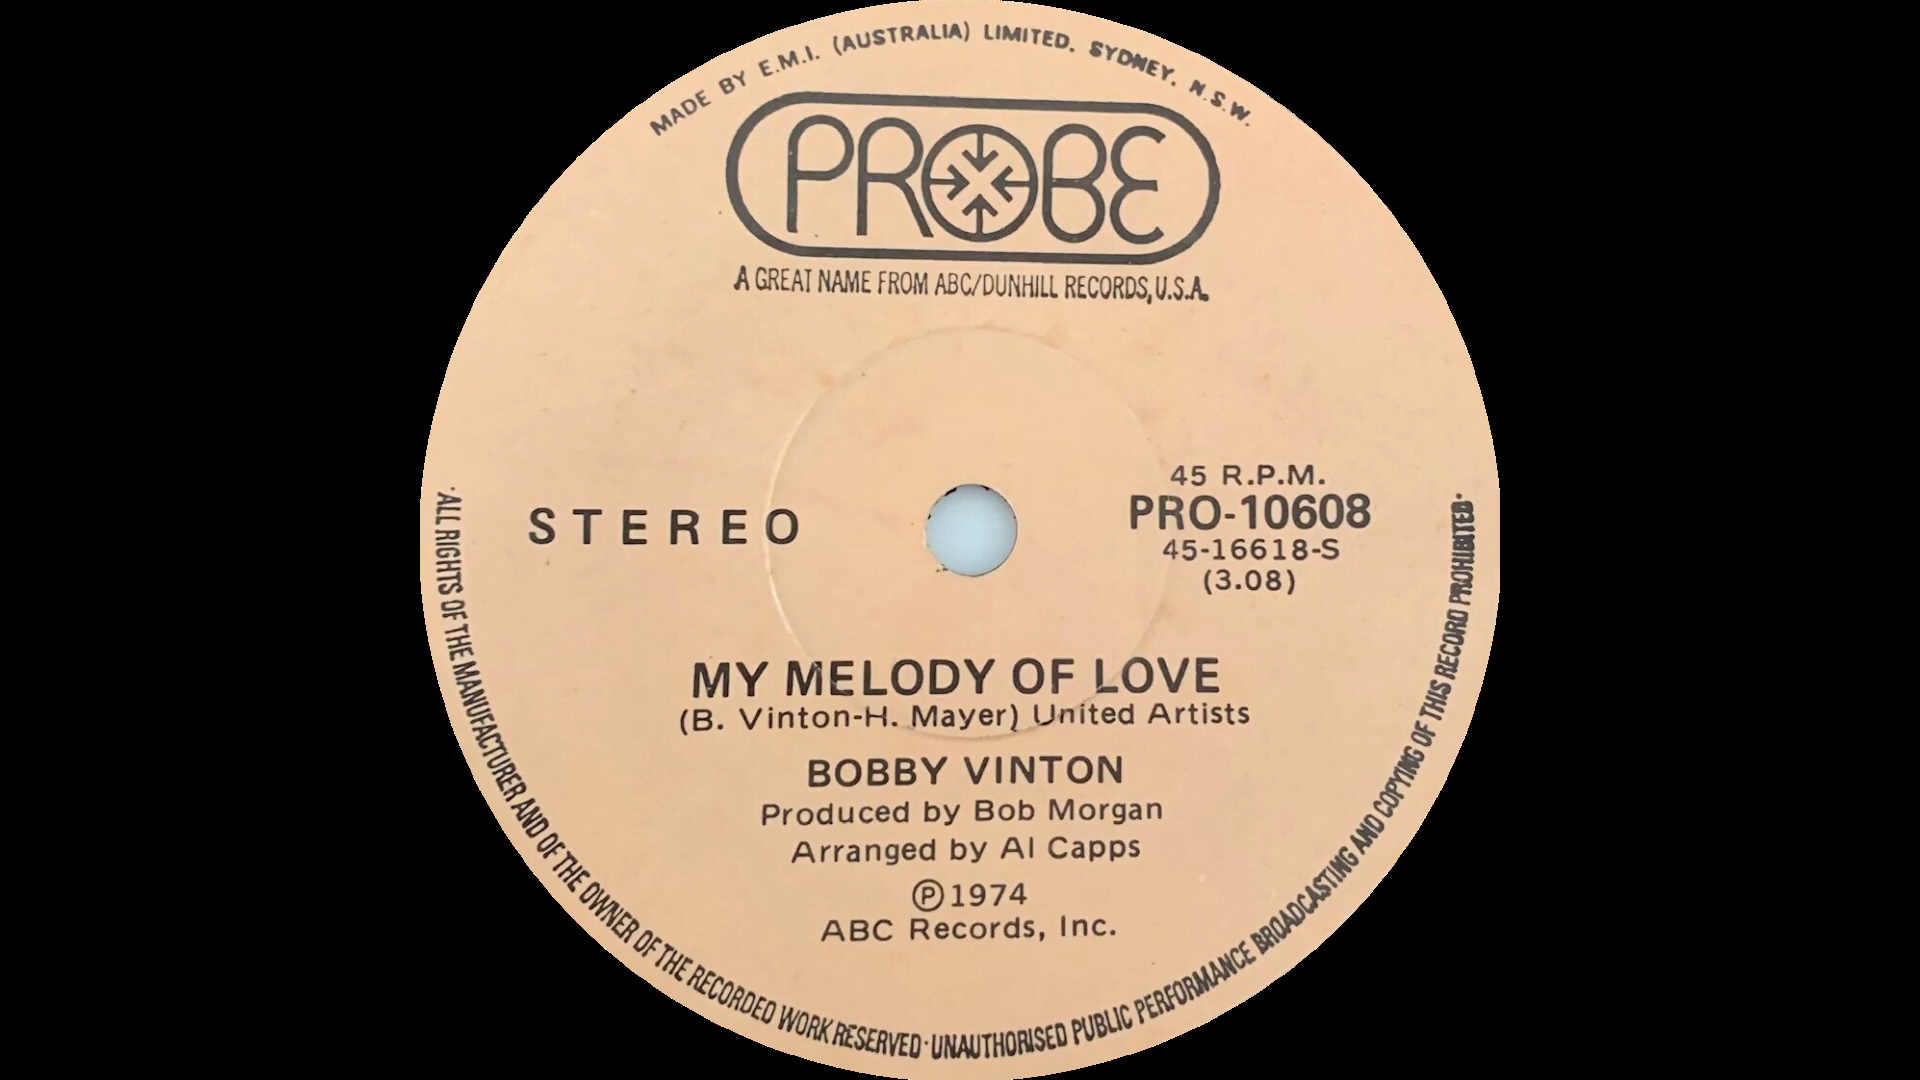 MADE BY E.M.I. (AUSTRALIA) LIMITED. SYDNEY. N.S.W.
PROBE
A GREAT NAME FROM ABC/DUNHILL RECORDS, U.S.A.
STEREO
45 R.P.M.
PRO-10608
45-16618-S
(3.08)
MY MELODY OF LOVE
(B. Vinton-H. Mayer) United Artists
BOBBY VINTON
Produced by Bob Morgan
Arranged by Al Capps
Ⓟ1974
ABC Records, Inc.
·ALL RIGHTS OF THE MANUFACTURER AND OF THE OWNER OF THE RECORDED WORK RESERVED·UNAUTHORISED PUBLIC PERFORMANCE BROADCASTING AND COPYING OF THIS RECORD PROHIBITED·